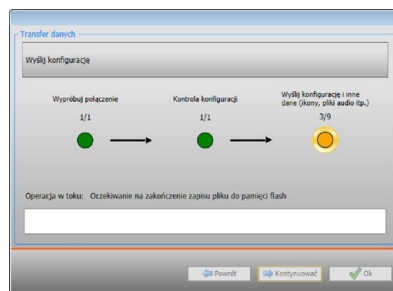 Transfer danych
Wyślij konfigurację
Wypróbuj połączenie
1/1
Kontrola konfiguracji
1/1
Wyślij konfigurację i inne
dane (ikony, pliki audio itp.)
3/9
Operacja w toku: Oczekiwanie na zakończenie zapisu pliku do pamięci flash
Powrót
Kontynuować
Ok